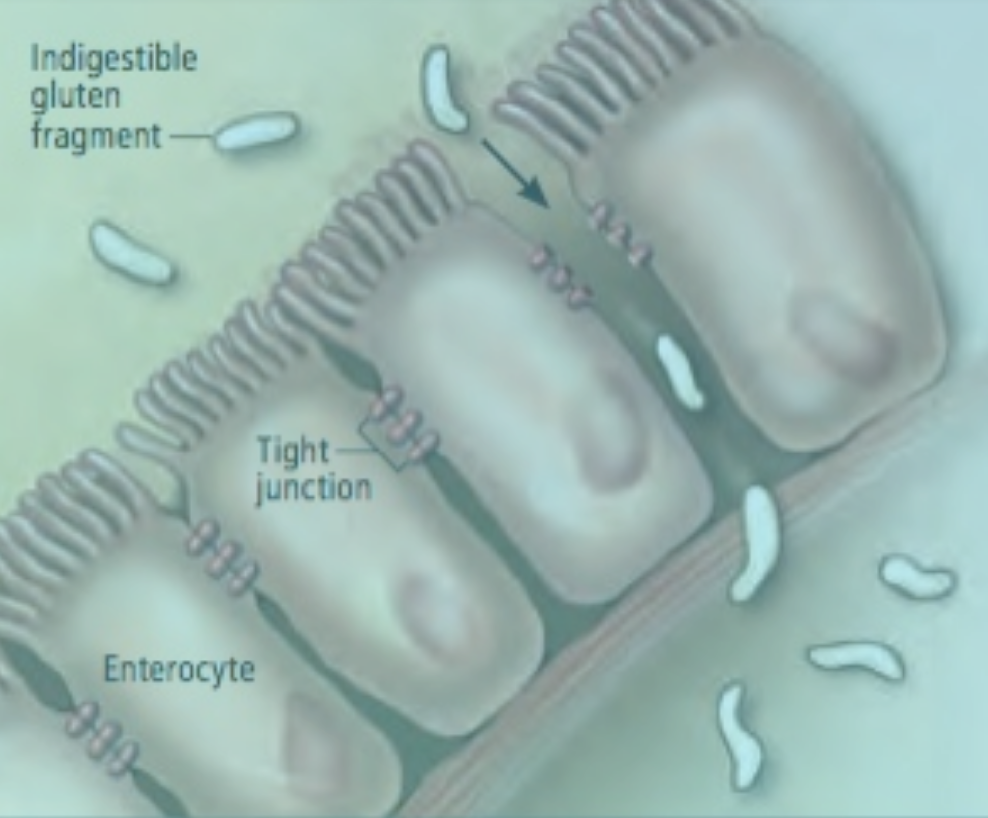 Indigestible
gluten
fragment
Tight
junction
Enterocyte